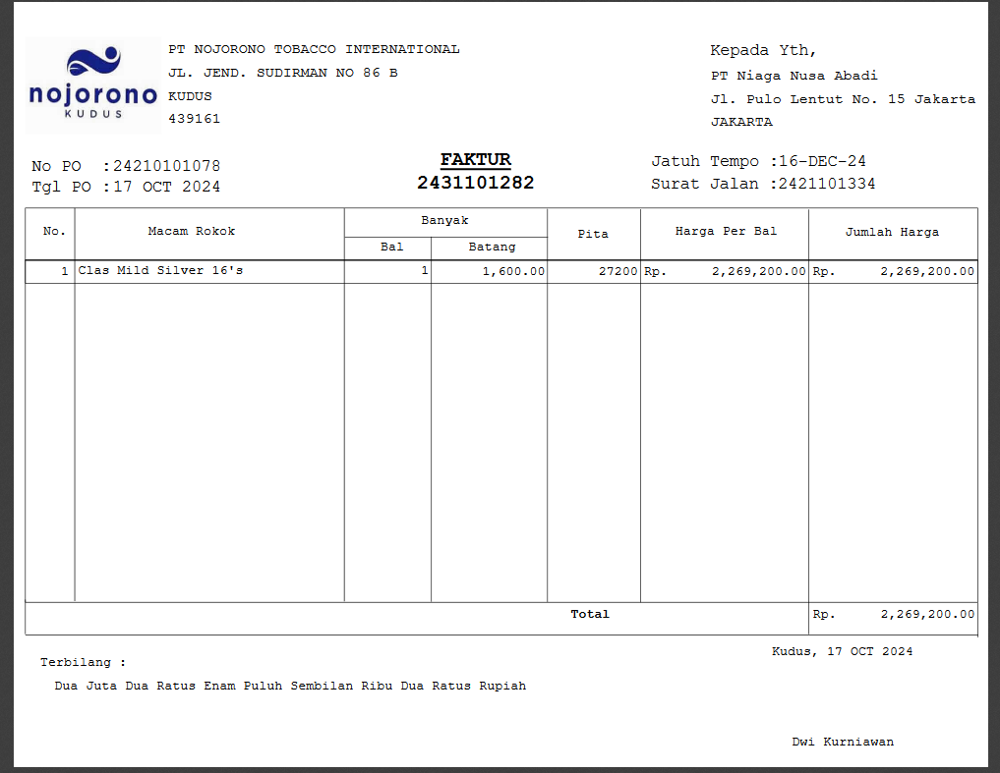 nojorono
KUDUS
PT NOJORONO TOBACCO INTERNATIONAL
JL. JEND. SUDIRMAN NO 86 B
KUDUS
439161
Kepada Yth,
PT Niaga Nusa Abadi
Jl. Pulo Lentut No. 15 Jakarta
JAKARTA
No PO :24210101078
Tgl PO :17 OCT 2024
FAKTUR
2431101282
Jatuh Tempo :16-DEC-24
Surat Jalan :2421101334
No. Macam Rokok Banyak Pita Harga Per Bal Jumlah Harga
Bal Batang
1 Clas Mild Silver 16's 1 1,600.00 27200 Rp. 2,269,200.00 Rp. 2,269,200.00
Total Rp. 2,269,200.00
Kudus, 17 OCT 2024
Terbilang :
Dua Juta Dua Ratus Enam Puluh Sembilan Ribu Dua Ratus Rupiah
Dwi Kurniawan